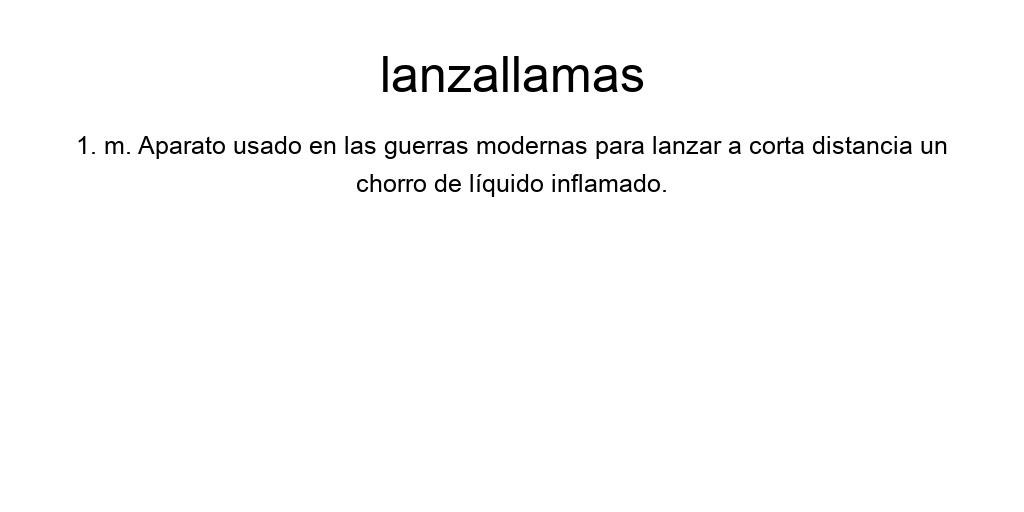 lanzallamas
1. m. Aparato usado en las guerras modernas para lanzar a corta distancia un
chorro de líquido inflamado.